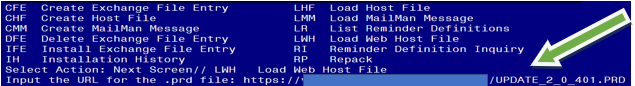 CFE  Create Exchange File Entry        LHF  Load Host File
CHF  Create Host File                  LMM  Load MailMan Message
CMM  Create MailMan Message            LR   List Reminder Definitions
DFE  Delete Exchange File Entry        LWH  Load Web Host File
IFE  Install Exchange File Entry       RI   Reminder Definition Inquiry
IH   Installation History              RP   Repack
Select Action: Next Screen// LWH   Load Web Host File
Input the URL for the .prd file: https:// /UPDATE_2_0_401.PRD